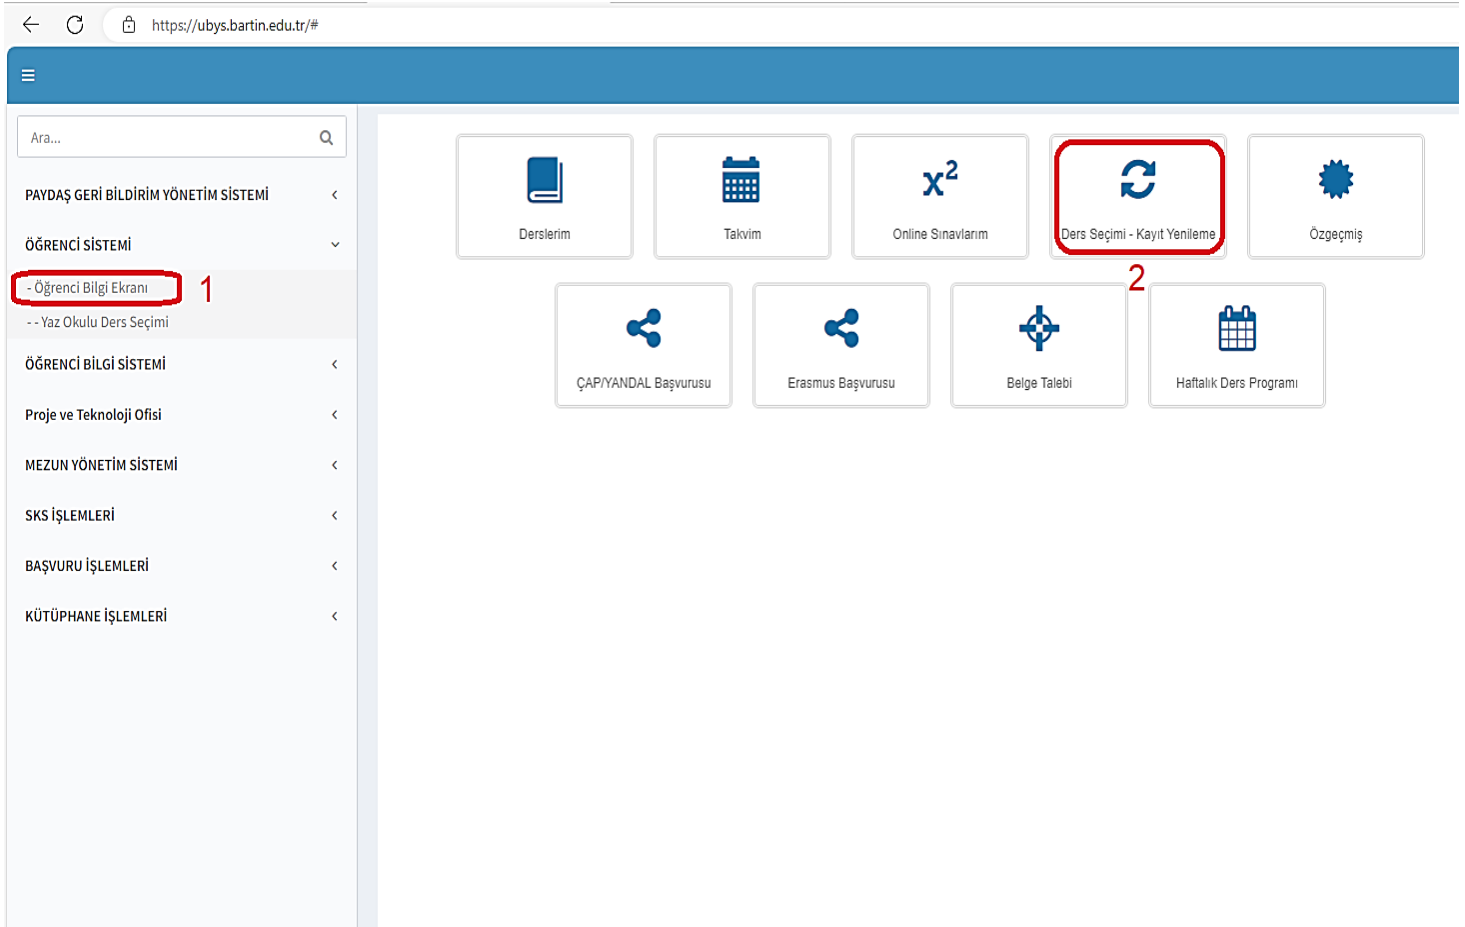 https://ubys.bartin.edu.tr/#
Ara...
PAYDAŞ GERİ BİLDİRİM YÖNETİM SİSTEMİ
ÖĞRENCİ SİSTEMİ
- Öğrenci Bilgi Ekranı
1
- - Yaz Okulu Ders Seçimi
ÖĞRENCİ BİLGİ SİSTEMİ
Proje ve Teknoloji Ofisi
MEZUN YÖNETİM SİSTEMİ
SKS İŞLEMLERİ
BAŞVURU İŞLEMLERİ
KÜTÜPHANE İŞLEMLERİ
Derslerim
Takvim
x²
Online Sınavlarım
Ders Seçimi - Kayıt Yenileme
2
Özgeçmiş
ÇAP/YANDAL Başvurusu
Erasmus Başvurusu
Belge Talebi
Haftalık Ders Programı